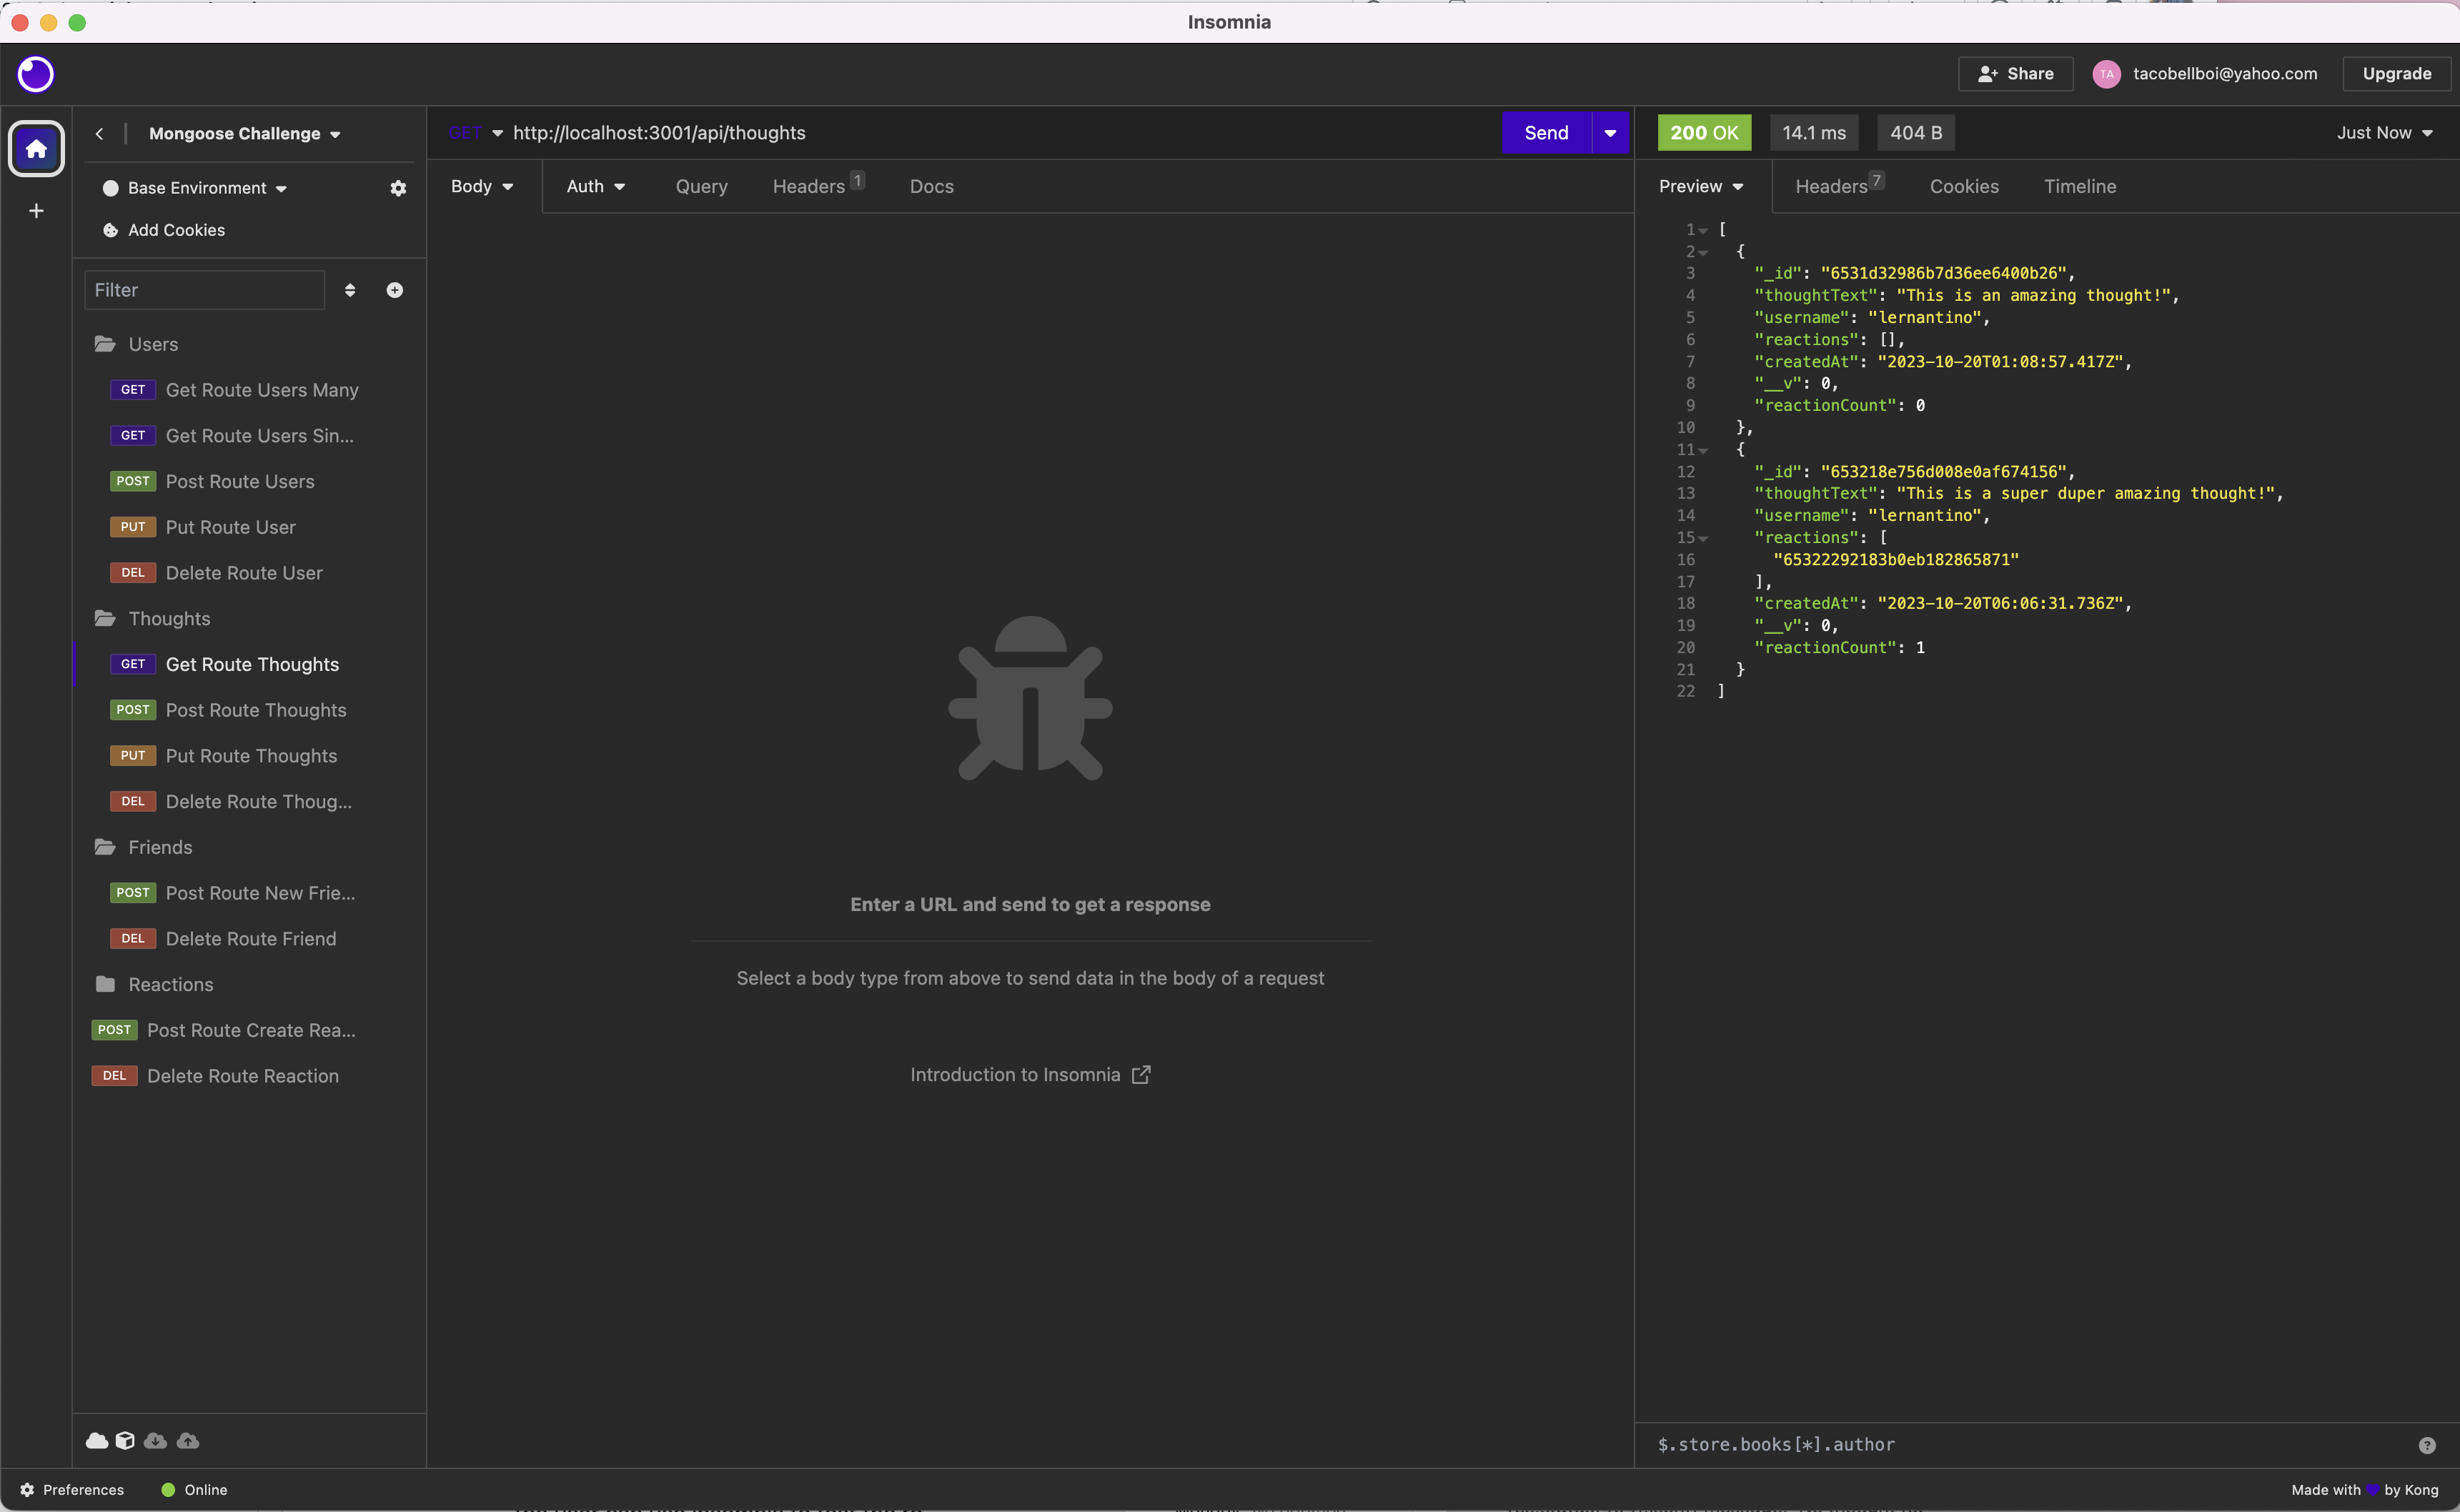 Insomnia
Share
TA
tacobellboi@yahoo.com
Upgrade
Mongoose Challenge
Base Environment
Add Cookies
Filter
Users
GET Get Route Users Many
GET Get Route Users Sin...
POST Post Route Users
PUT Put Route User
DEL Delete Route User
Thoughts
GET Get Route Thoughts
POST Post Route Thoughts
PUT Put Route Thoughts
DEL Delete Route Thoug...
Friends
POST Post Route New Frie...
DEL Delete Route Friend
Reactions
POST Post Route Create Rea...
DEL Delete Route Reaction
GET http://localhost:3001/api/thoughts Send
Body Auth Query Headers 1 Docs
Enter a URL and send to get a response
Select a body type from above to send data in the body of a request
Introduction to Insomnia
200 OK 14.1 ms 404 B Just Now
Preview Headers 7 Cookies Timeline
1 [
2 {
3 "_id": "6531d32986b7d36ee6400b26",
4 "thoughtText": "This is an amazing thought!",
5 "username": "lernantino",
6 "reactions": [],
7 "createdAt": "2023-10-20T01:08:57.417Z",
8 "__v": 0,
9 "reactionCount": 0
10 },
11 {
12 "_id": "653218e756d008e0af674156",
13 "thoughtText": "This is a super duper amazing thought!",
14 "username": "lernantino",
15 "reactions": [
16 "65322292183b0eb182865871"
17 ],
18 "createdAt": "2023-10-20T06:06:31.736Z",
19 "__v": 0,
20 "reactionCount": 1
21 }
22 ]
$.store.books[*].author
Preferences Online
Made with by Kong